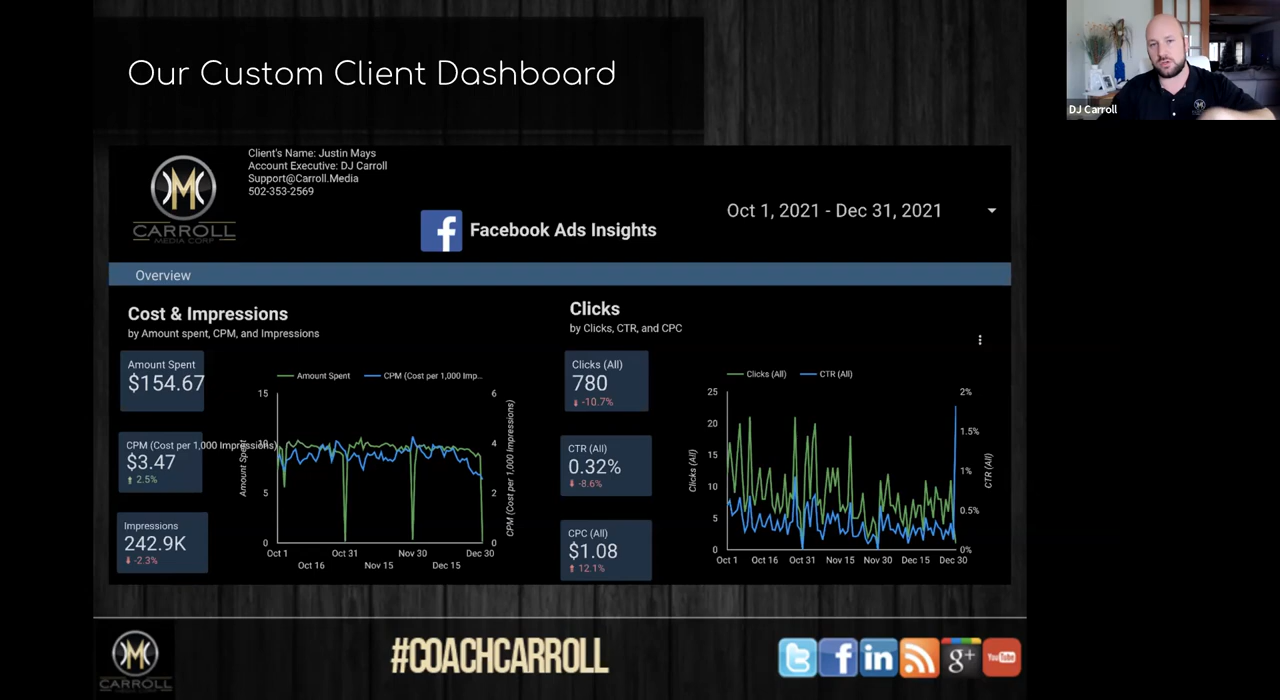 Our Custom Client Dashboard
DJ Carroll
Client's Name: Justin Mays
Account Executive: DJ Carroll
Support@Carroll.Media
502-353-2569
CARROLL
MEDIA CORP
Facebook Ads Insights
Oct 1, 2021 - Dec 31, 2021
Overview
Cost & Impressions
by Amount spent, CPM, and Impressions
Amount Spent
$154.67
CPM (Cost per 1,000 Impressions)
$3.47
2.5%
Impressions
242.9K
-2.3%
Amount Spent
CPM (Cost per 1,000 Imp...
15
10
5
0
Amount Spent
6
4
2
0
CPM (Cost per 1,000 Impressions)
Oct 1
Oct 31
Nov 30
Dec 30
Oct 16
Nov 15
Dec 15
Clicks
by Clicks, CTR, and CPC
Clicks (All)
780
-10.7%
CTR (All)
0.32%
-8.6%
CPC (All)
$1.08
12.1%
Clicks (All)
CTR (All)
25
20
15
10
5
0
Clicks (All)
2%
1.5%
1%
0.5%
0%
CTR (All)
Oct 1
Oct 16
Oct 31
Nov 15
Nov 30
Dec 15
Dec 30
CARROLL
#COACHCARROLL
in
g+
You Tube